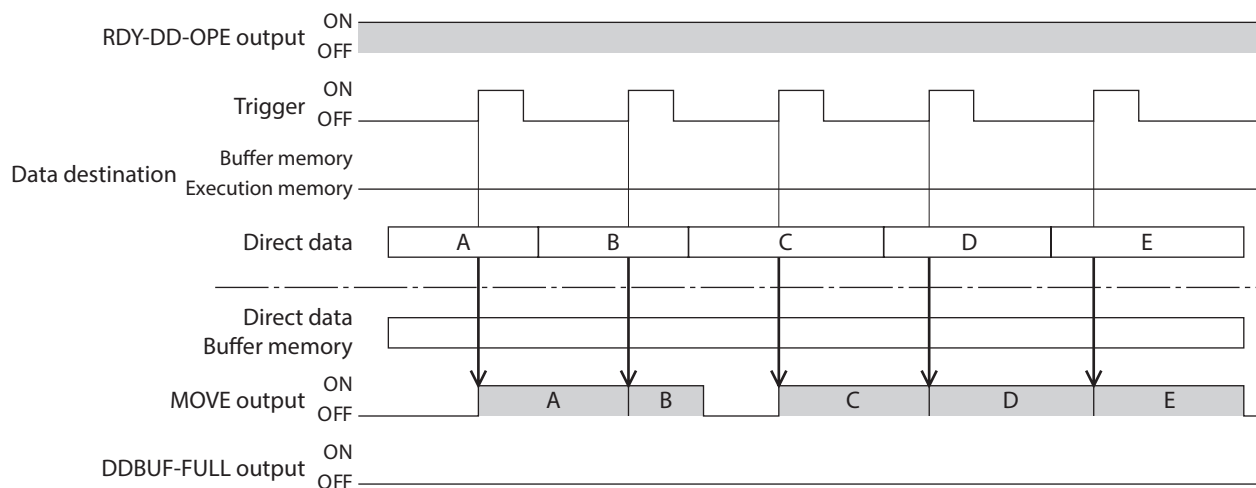 ON
RDY-DD-OPE output
OFF
ON
Trigger
OFF
Buffer memory
Data destination
Execution memory
Direct data A B C D E
Direct data
Buffer memory
ON
MOVE output A B C D E
OFF
ON
DDBUF-FULL output
OFF